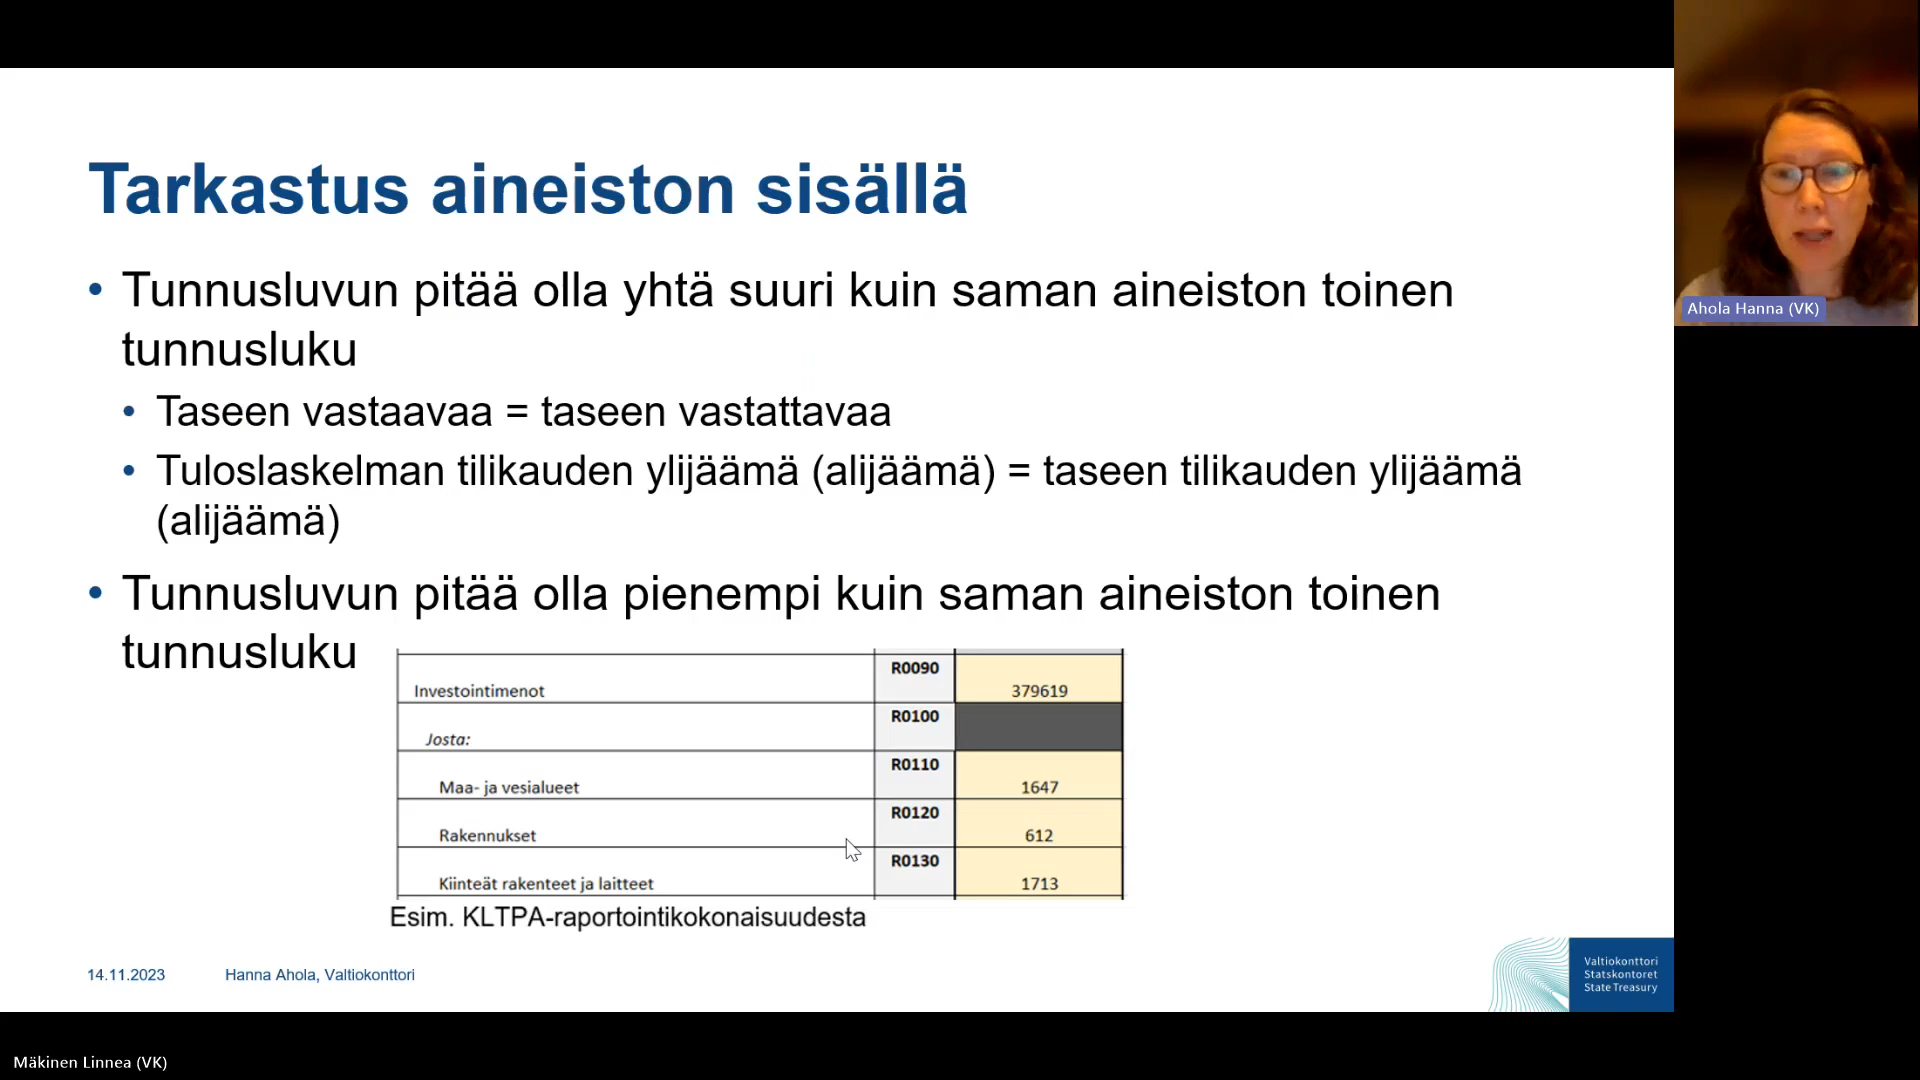 Tarkastus aineiston sisällä
• Tunnusluvun pitää olla yhtä suuri kuin saman aineiston toinen
tunnusluku
• Taseen vastaavaa = taseen vastattavaa
• Tuloslaskelman tilikauden ylijäämä (alijäämä) = taseen tilikauden ylijäämä
(alijäämä)
• Tunnusluvun pitää olla pienempi kuin saman aineiston toinen
tunnusluku
Investointimenot R0090 379619
Josta: R0100
Maa- ja vesialueet R0110 1647
Rakennukset R0120 612
Kiinteät rakenteet ja laitteet R0130 1713
Esim. KLTPA-raportointikokonaisuudesta
14.11.2023 Hanna Ahola, Valtiokonttori
Valtiokonttori
Statskontoret
State Treasury
Ahola Hanna (VK)
Mäkinen Linnea (VK)